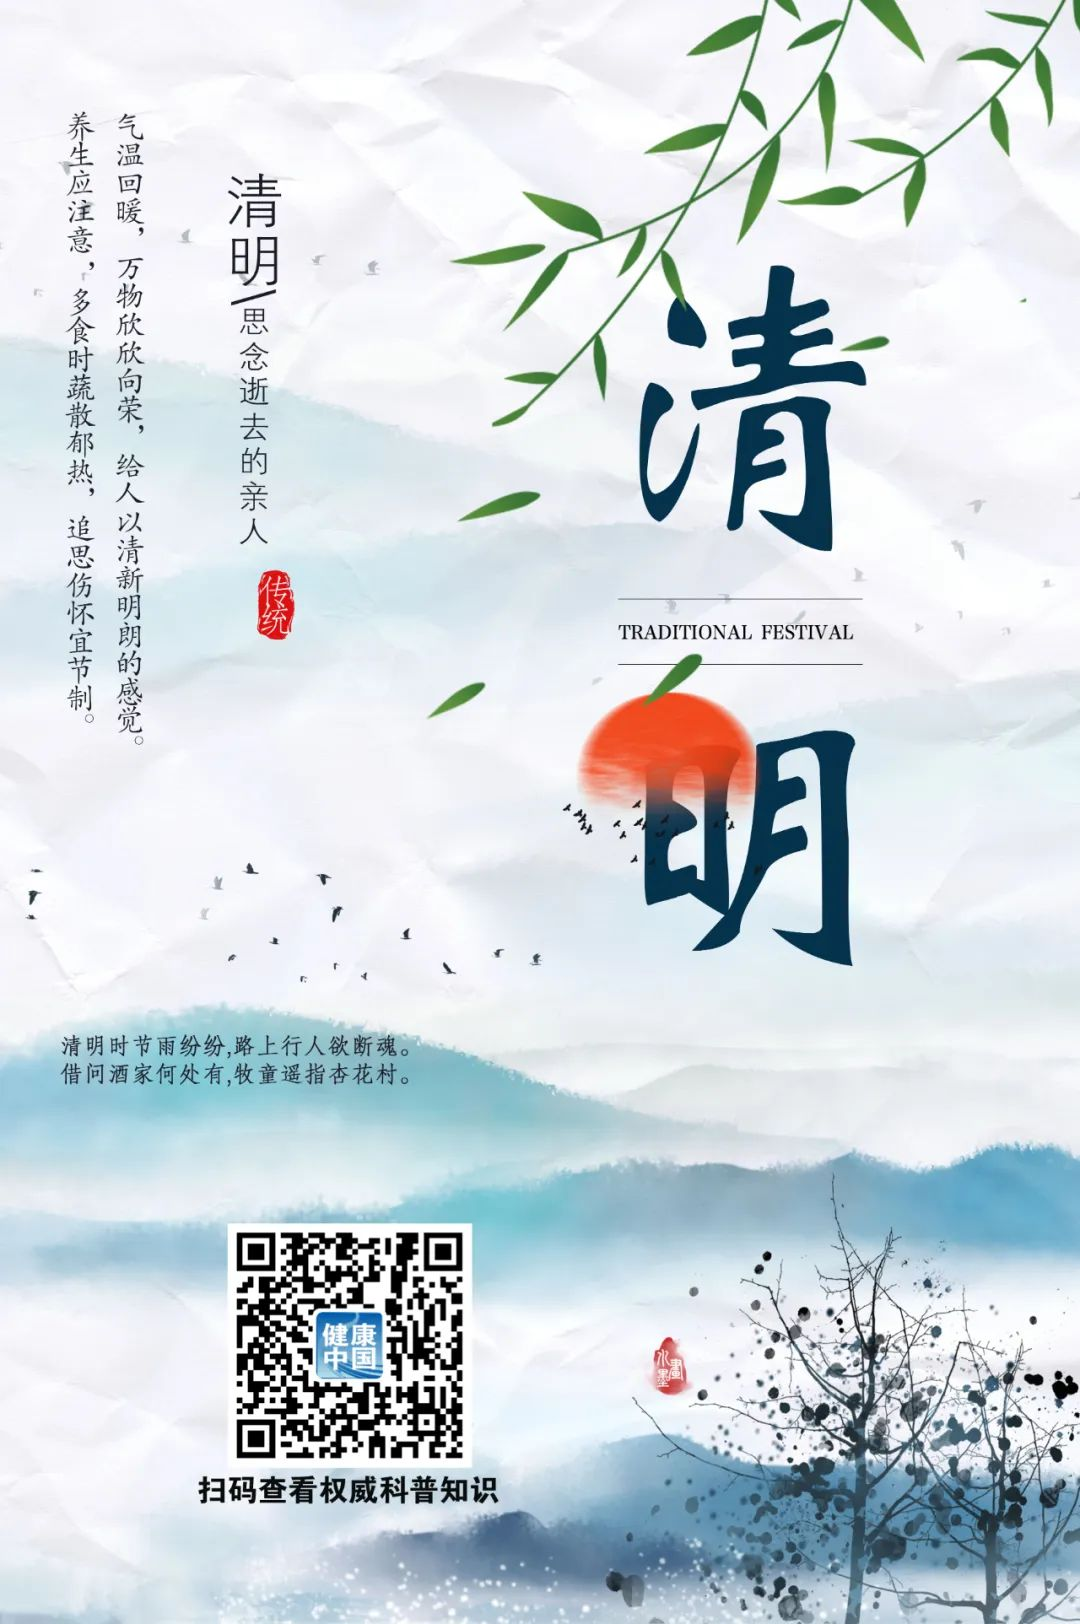 清明
TRADITIONAL FESTIVAL
清明/思念逝去的亲人
传统
气温回暖，万物欣欣向荣，给人以清新明朗的感觉。
养生应注意，多食时蔬散郁热，追思伤怀宜节制。
清明时节雨纷纷,路上行人欲断魂。
借问酒家何处有,牧童遥指杏花村。
健康
中国
扫码查看权威科普知识
水墨畫